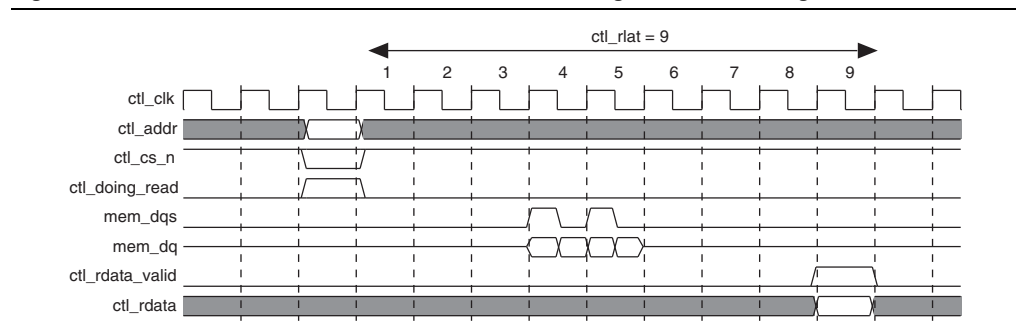 ctl_rlat = 9
1 2 3 4 5 6 7 8 9
ctl_clk
ctl_addr
ctl_cs_n
ctl_doing_read
mem_dqs
mem_dq
ctl_rdata_valid
ctl_rdata